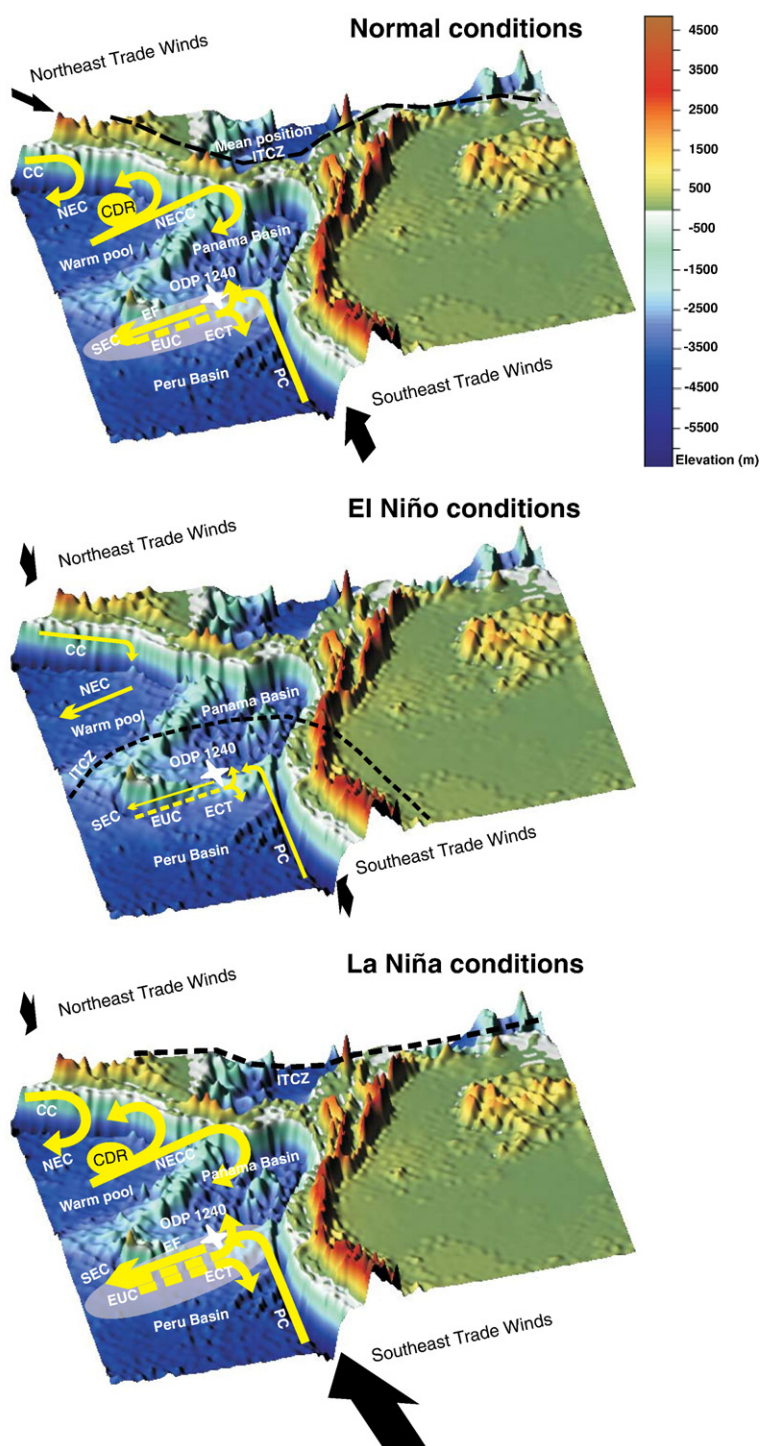 Normal conditions
Northeast Trade Winds
Mean position
ITCZ
CC
NEC
CDR
NECC
Warm pool
Panama Basin
ODP 1240
EF
SEC
EUC
ECT
Peru Basin
PC
Southeast Trade Winds
4500
3500
2500
1500
500
-500
-1500
-2500
-3500
-4500
-5500
Elevation (m)
El Niño conditions
Northeast Trade Winds
CC
NEC
Warm pool
Panama Basin
ITCZ
ODP 1240
SEC
EUC
ECT
Peru Basin
PC
Southeast Trade Winds
La Niña conditions
Northeast Trade Winds
ITCZ
CC
NEC
CDR
NECC
Warm pool
Panama Basin
ODP 1240
EF
SEC
EUC
ECT
Peru Basin
PC
Southeast Trade Winds